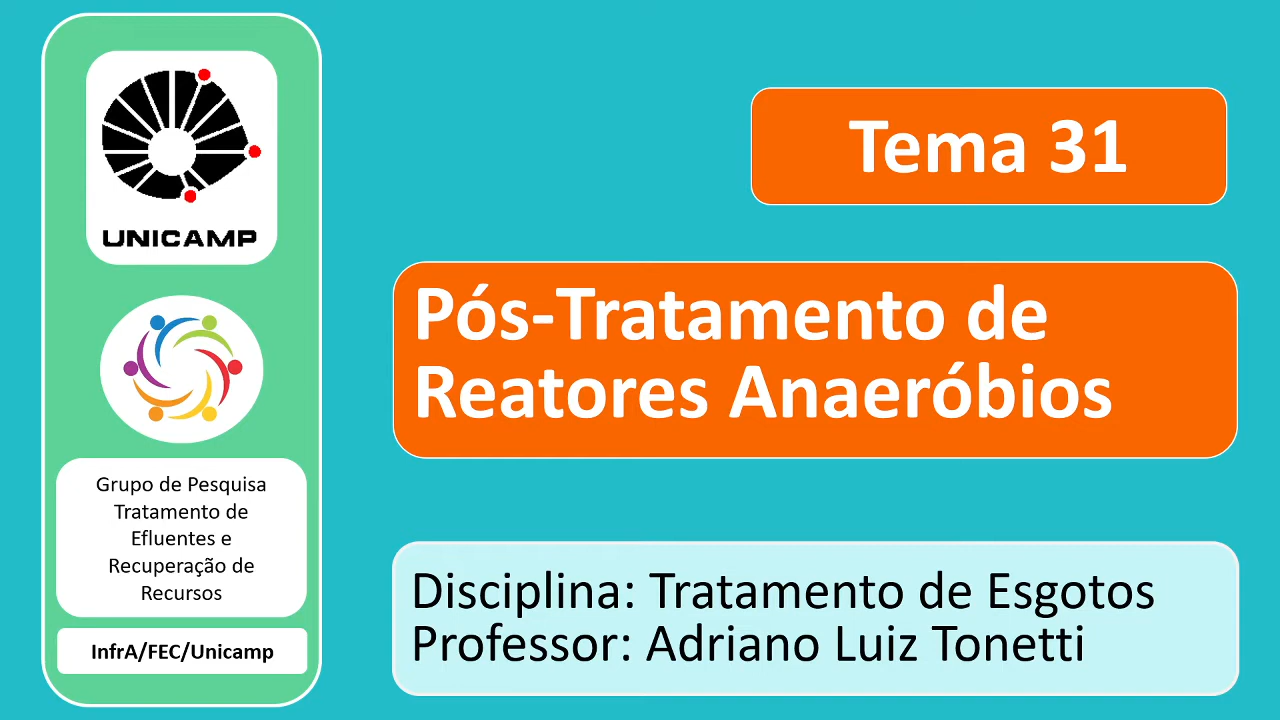 UNICAMP
Grupo de Pesquisa
Tratamento de
Efluentes e
Recuperação de
Recursos
InfrA/FEC/Unicamp
Tema 31
Pós-Tratamento de
Reatores Anaeróbios
Disciplina: Tratamento de Esgotos
Professor: Adriano Luiz Tonetti